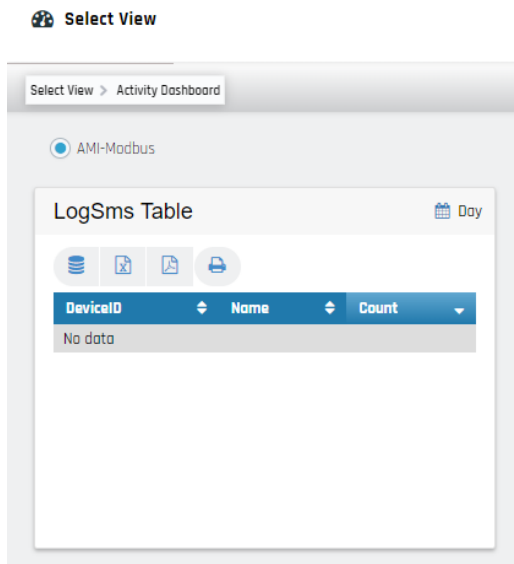 Select View
Select View > Activity Dashboard
AMI-Modbus
LogSms Table
Day
DeviceID Name Count
No data